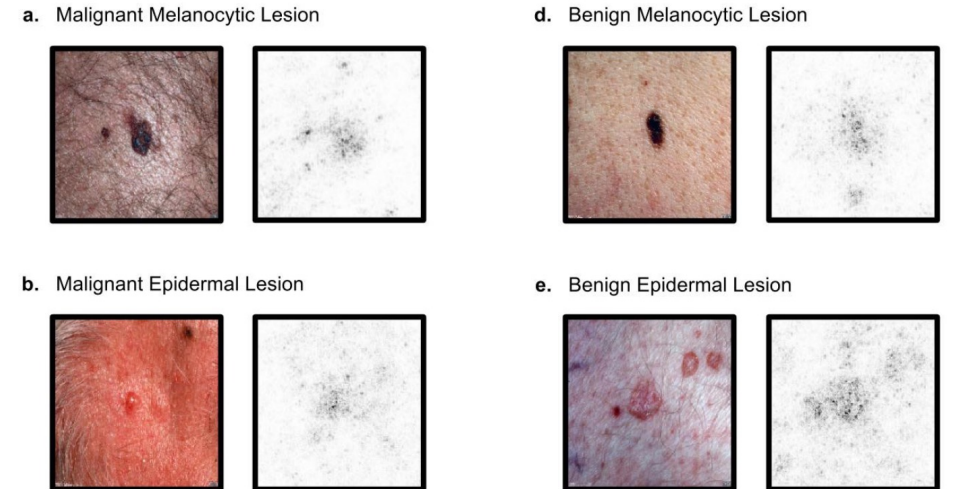 a. Malignant Melanocytic Lesion
d. Benign Melanocytic Lesion
b. Malignant Epidermal Lesion
e. Benign Epidermal Lesion